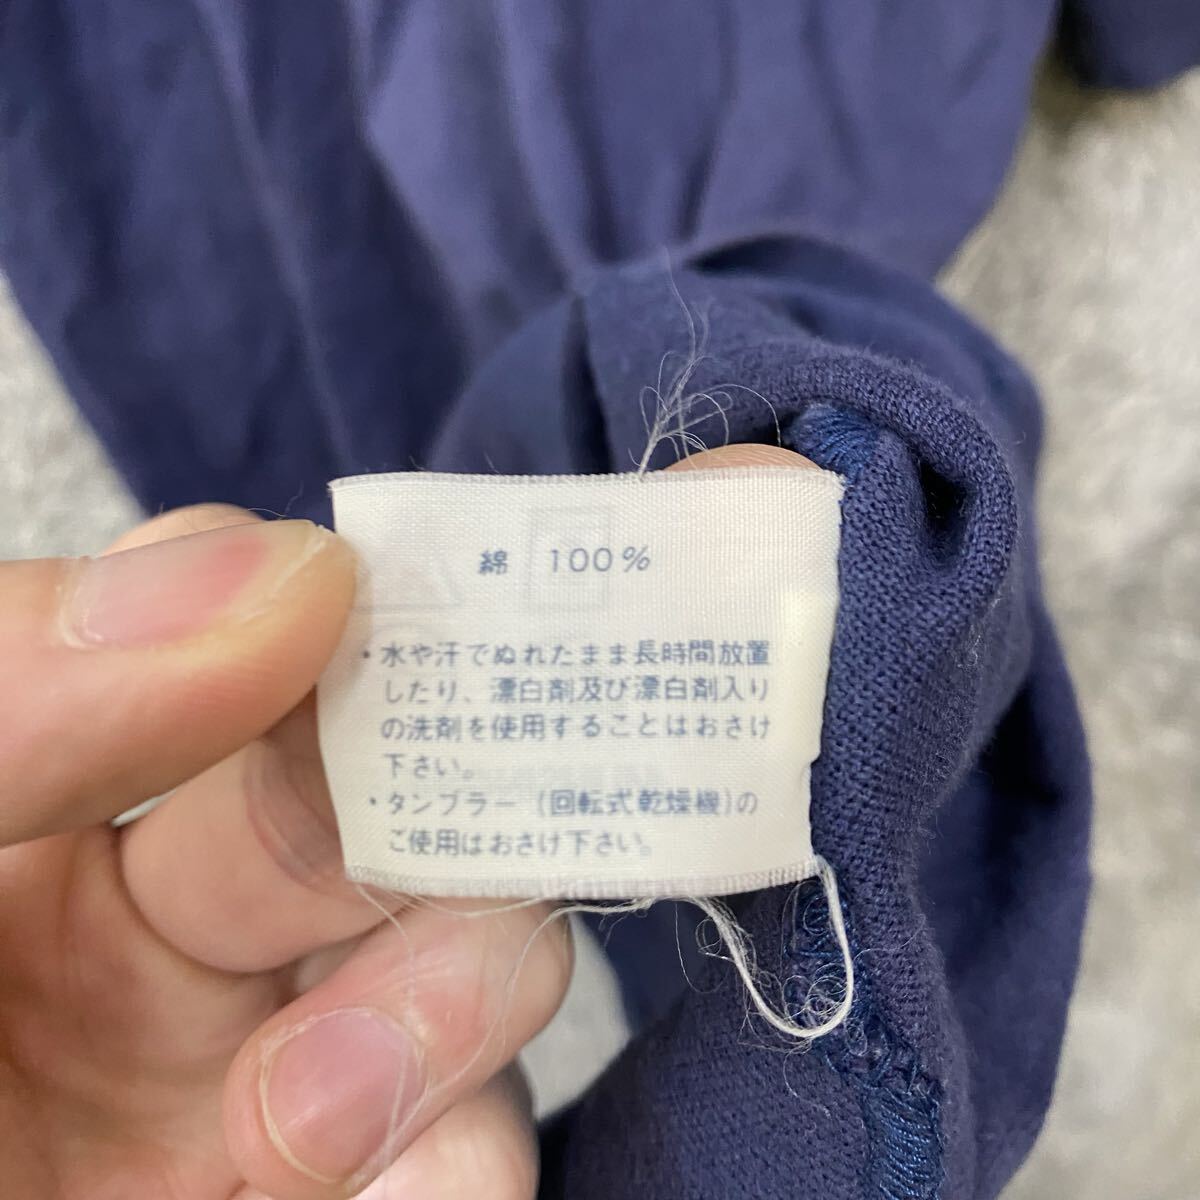 綿 100%
・水や汗でぬれたまま長時間放置
したり、漂白剤及び漂白剤入り
の洗剤を使用することはおさけ
下さい。
・タンブラー(回転式乾燥機)の
ご使用はおさけ下さい。